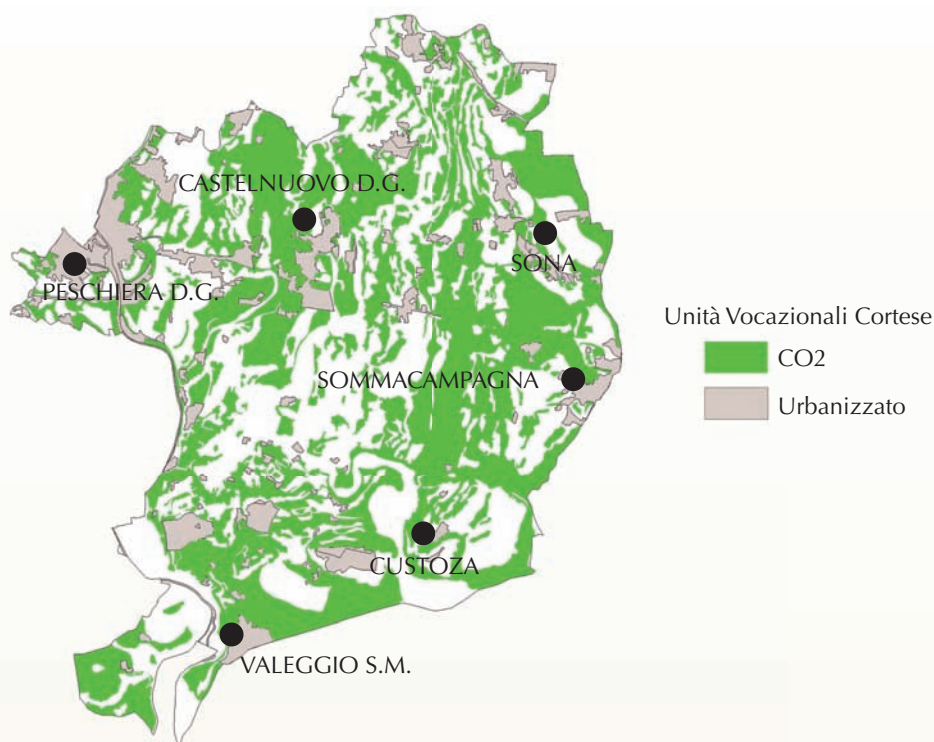 CASTELNUOVO D.G.
SONA
PESCHIERA D.G.
Unità Vocazionali Cortese
CO2
SOMMACAMPAGNA
Urbanizzato
CUSTOZA
VALEGGIO S.M.